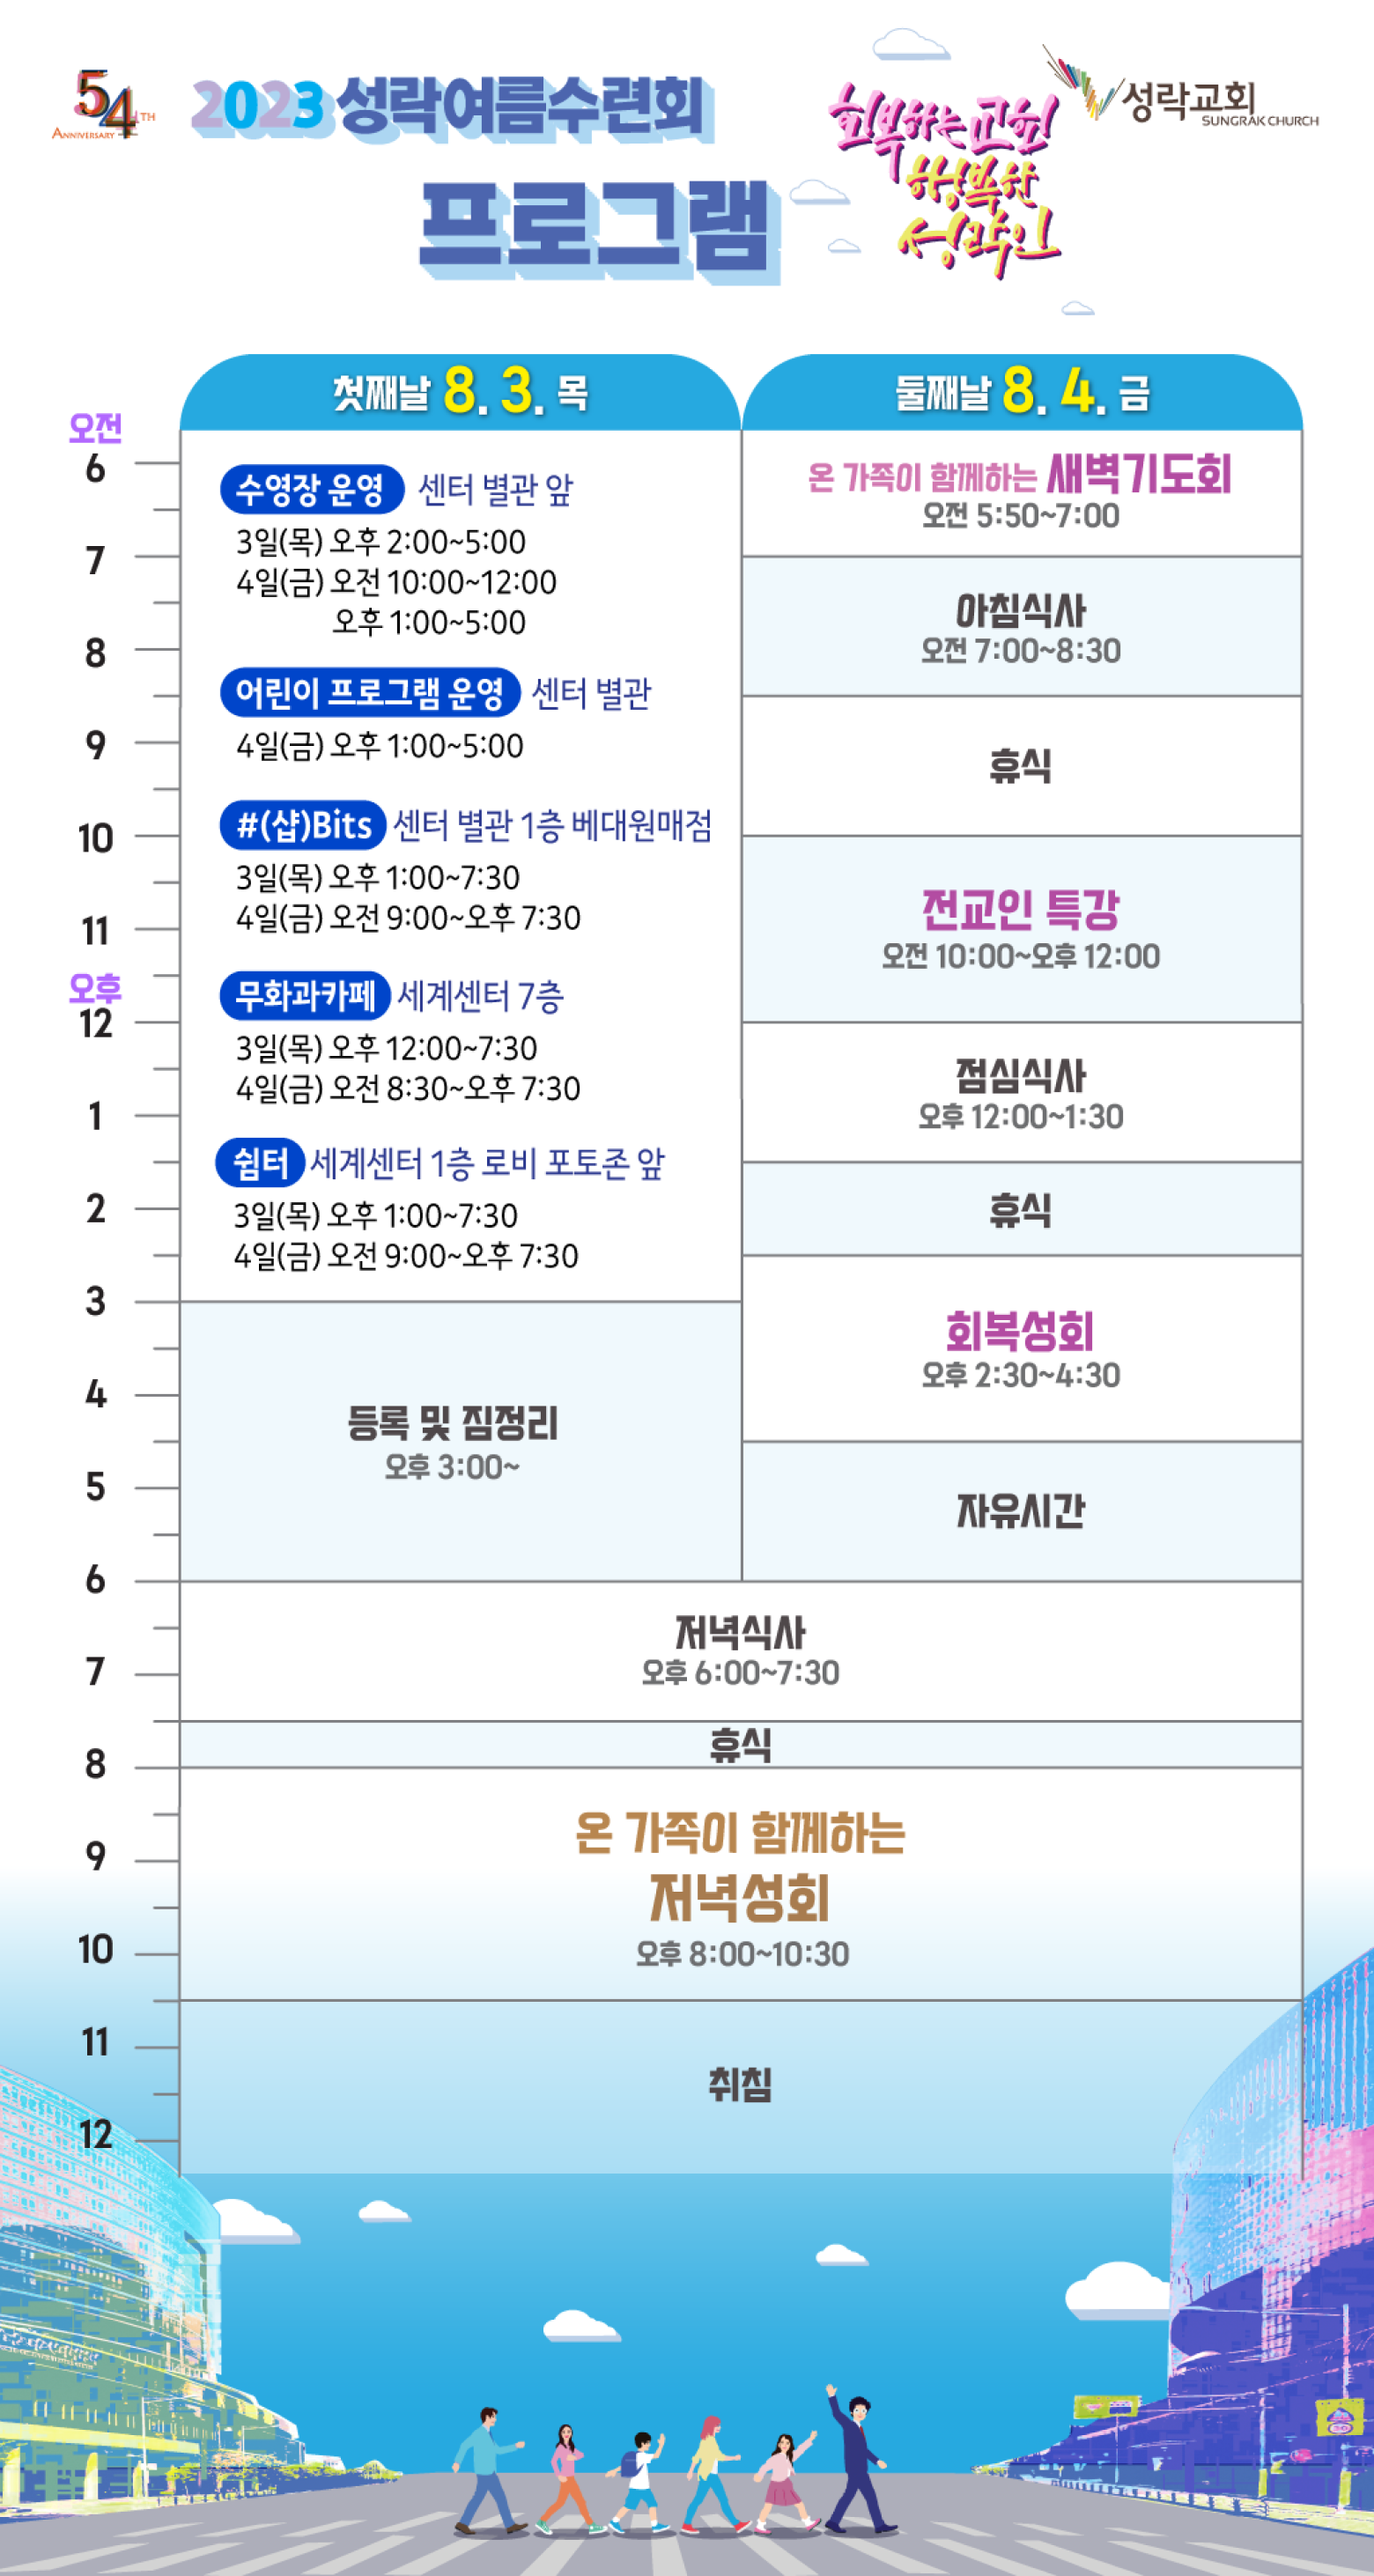 54TH
ANNIVERSARY
2023 성락여름수련회
프로그램
회복하는 교회
행복한
성락인
성락교회
SUNGRAK CHURCH
첫째날 8. 3. 목
둘째날 8. 4. 금
오전
6
7
8
9
10
11
오후
12
1
2
3
4
5
6
7
8
9
10
11
12
수영장 운영 센터 별관 앞
3일(목) 오후 2:00~5:00
4일(금) 오전 10:00~12:00
오후 1:00~5:00
어린이 프로그램 운영 센터 별관
4일(금) 오후 1:00~5:00
#(샵)Bits 센터 별관 1층 베대원매점
3일(목) 오후 1:00~7:30
4일(금) 오전 9:00~오후 7:30
무화과카페 세계센터 7층
3일(목) 오후 12:00~7:30
4일(금) 오전 8:30~오후 7:30
쉼터 세계센터 1층 로비 포토존 앞
3일(목) 오후 1:00~7:30
4일(금) 오전 9:00~오후 7:30
등록 및 짐정리
오후 3:00~
온 가족이 함께하는 새벽기도회
오전 5:50~7:00
아침식사
오전 7:00~8:30
휴식
전교인 특강
오전 10:00~오후 12:00
점심식사
오후 12:00~1:30
휴식
회복성회
오후 2:30~4:30
자유시간
저녁식사
오후 6:00~7:30
휴식
온 가족이 함께하는
저녁성회
오후 8:00~10:30
취침